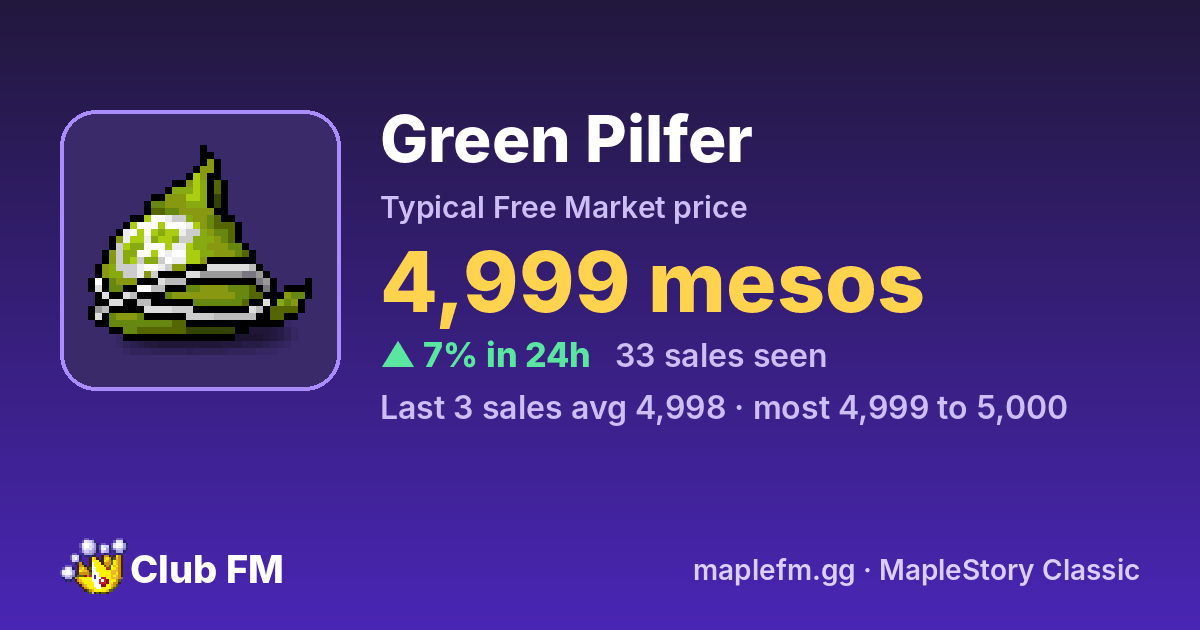 Green Pilfer
Typical Free Market price
4,999 mesos
▲ 7% in 24h 33 sales seen
Last 3 sales avg 4,998 · most 4,999 to 5,000
Club FM
maplefm.gg · MapleStory Classic